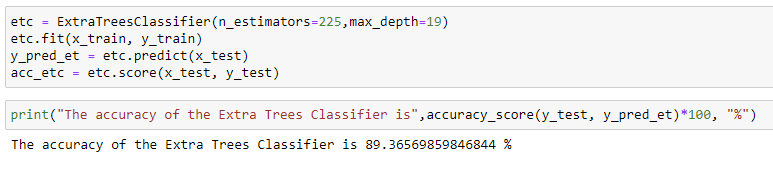 etc = ExtraTreesClassifier(n_estimators=225,max_depth=19)
etc.fit(x_train, y_train)
y_pred_et = etc.predict(x_test)
acc_etc = etc.score(x_test, y_test)
print("The accuracy of the Extra Trees Classifier is",accuracy_score(y_test, y_pred_et)*100, "%")
The accuracy of the Extra Trees Classifier is 89.36569859846844 %